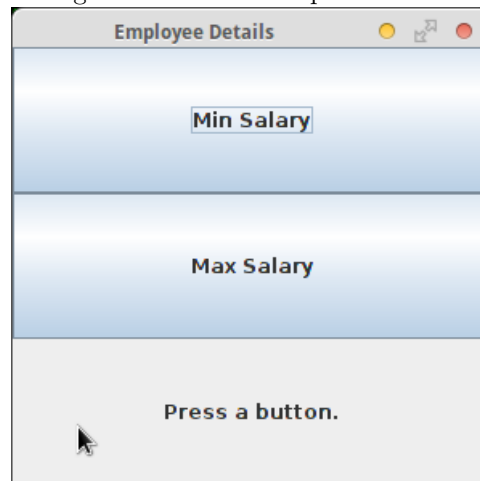 Employee Details
Min Salary
Max Salary
Press a button.